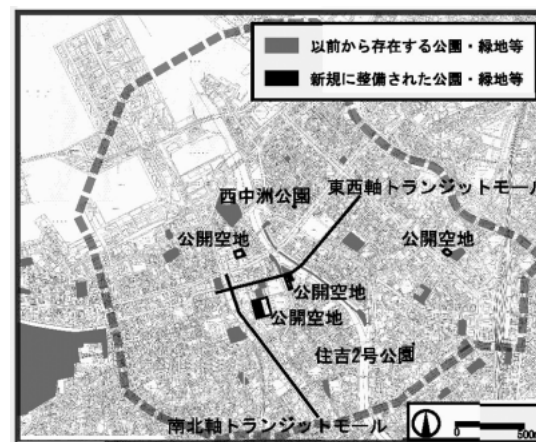 以前から存在する公園・緑地等
新規に整備された公園・緑地等
西中洲公園
東西軸トランジットモール
公開空地
公開空地
公開空地
公開空地
住吉2号公園
南北軸トランジットモール
0 500m